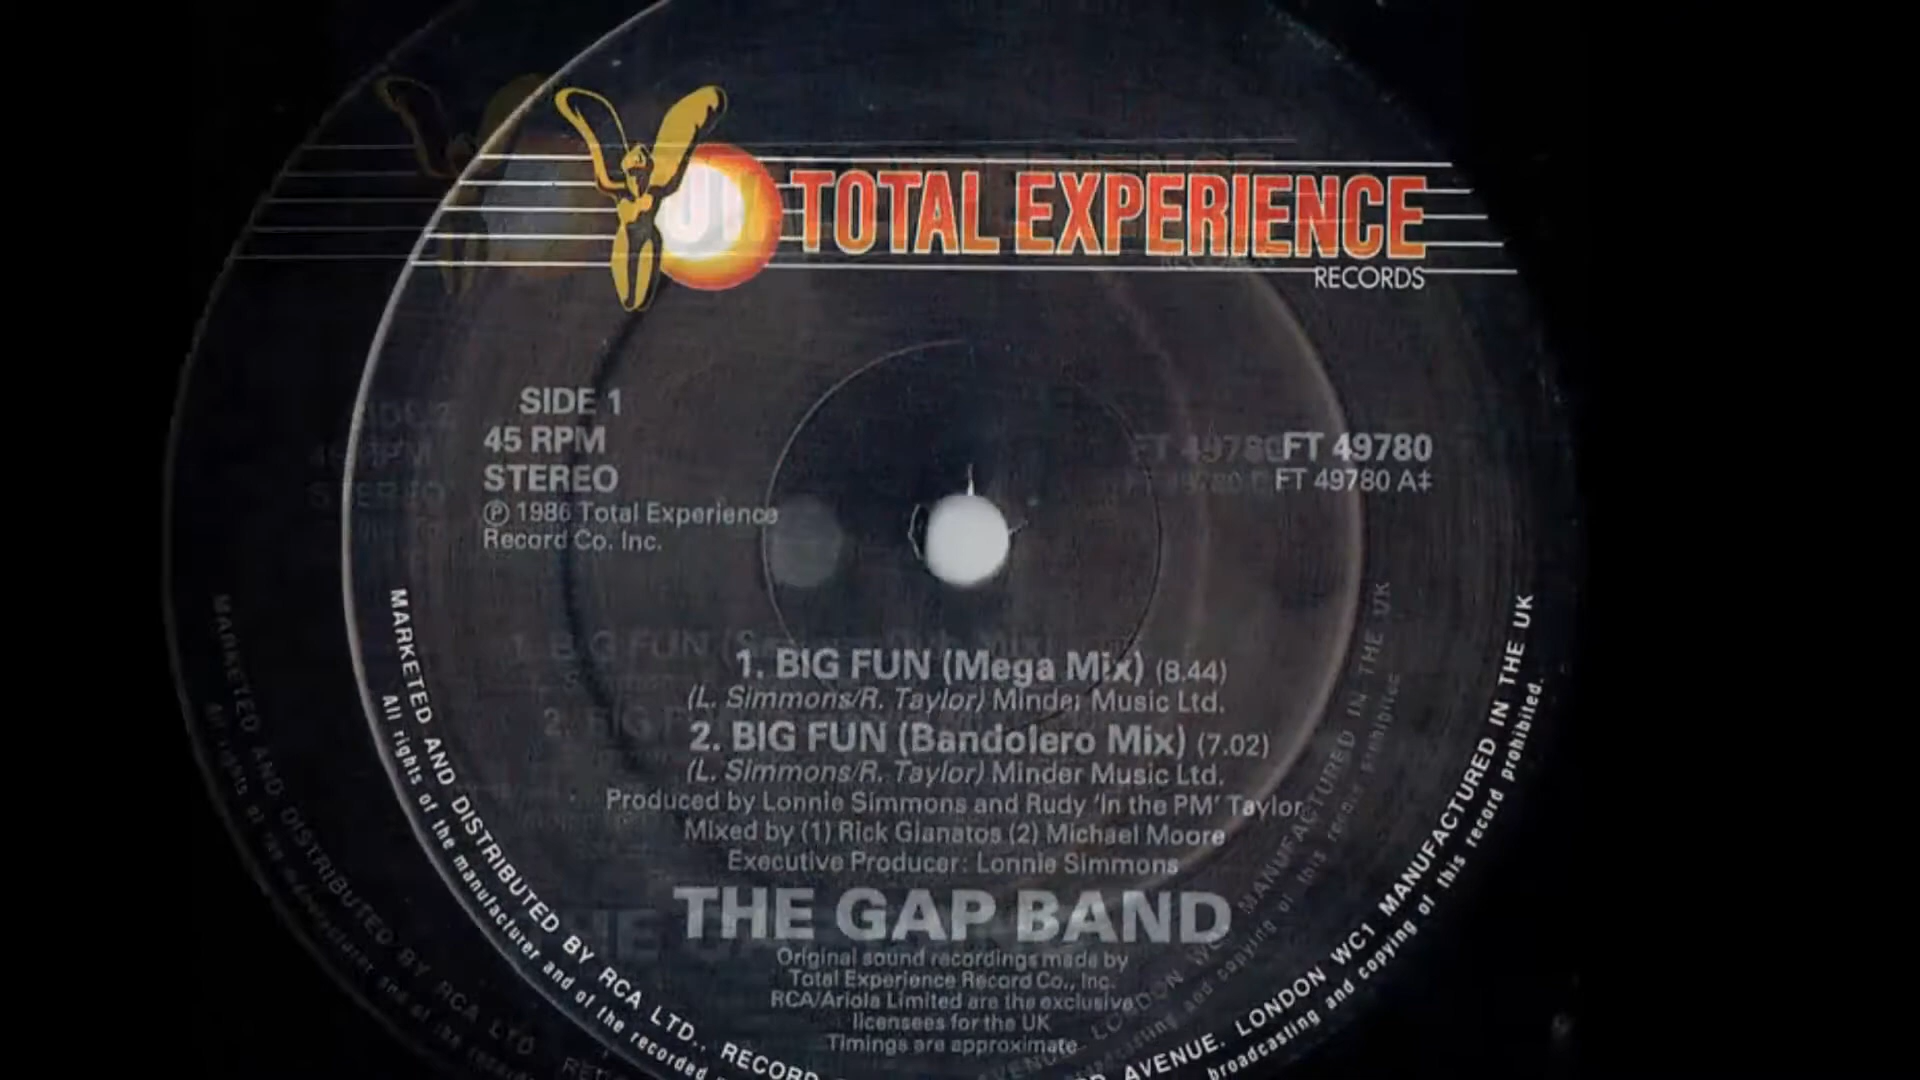 TOTAL EXPERIENCE
RECORDS
SIDE 1
45 RPM
STEREO
℗ 1986 Total Experience
Record Co. Inc.
FT 49780
FT 49780 A‡
1. BIG FUN (Mega Mix) (8.44)
(L. Simmons/R. Taylor) Minder Music Ltd.
2. BIG FUN (Bandolero Mix) (7.02)
(L. Simmons/R. Taylor) Minder Music Ltd.
Produced by Lonnie Simmons and Rudy 'In the PM' Taylor
Mixed by (1) Rick Gianatos (2) Michael Moore
Executive Producer: Lonnie Simmons
THE GAP BAND
Original sound recordings made by
Total Experience Record Co., Inc.
RCA/Ariola Limited are the exclusive
licensees for the UK
Timings are approximate
MARKETED AND DISTRIBUTED BY RCA LTD., RECORD AVENUE. LONDON WC1 MANUFACTURED IN THE UK
All rights of the manufacturer and of the recorded broadcasting and copying of this record prohibited.